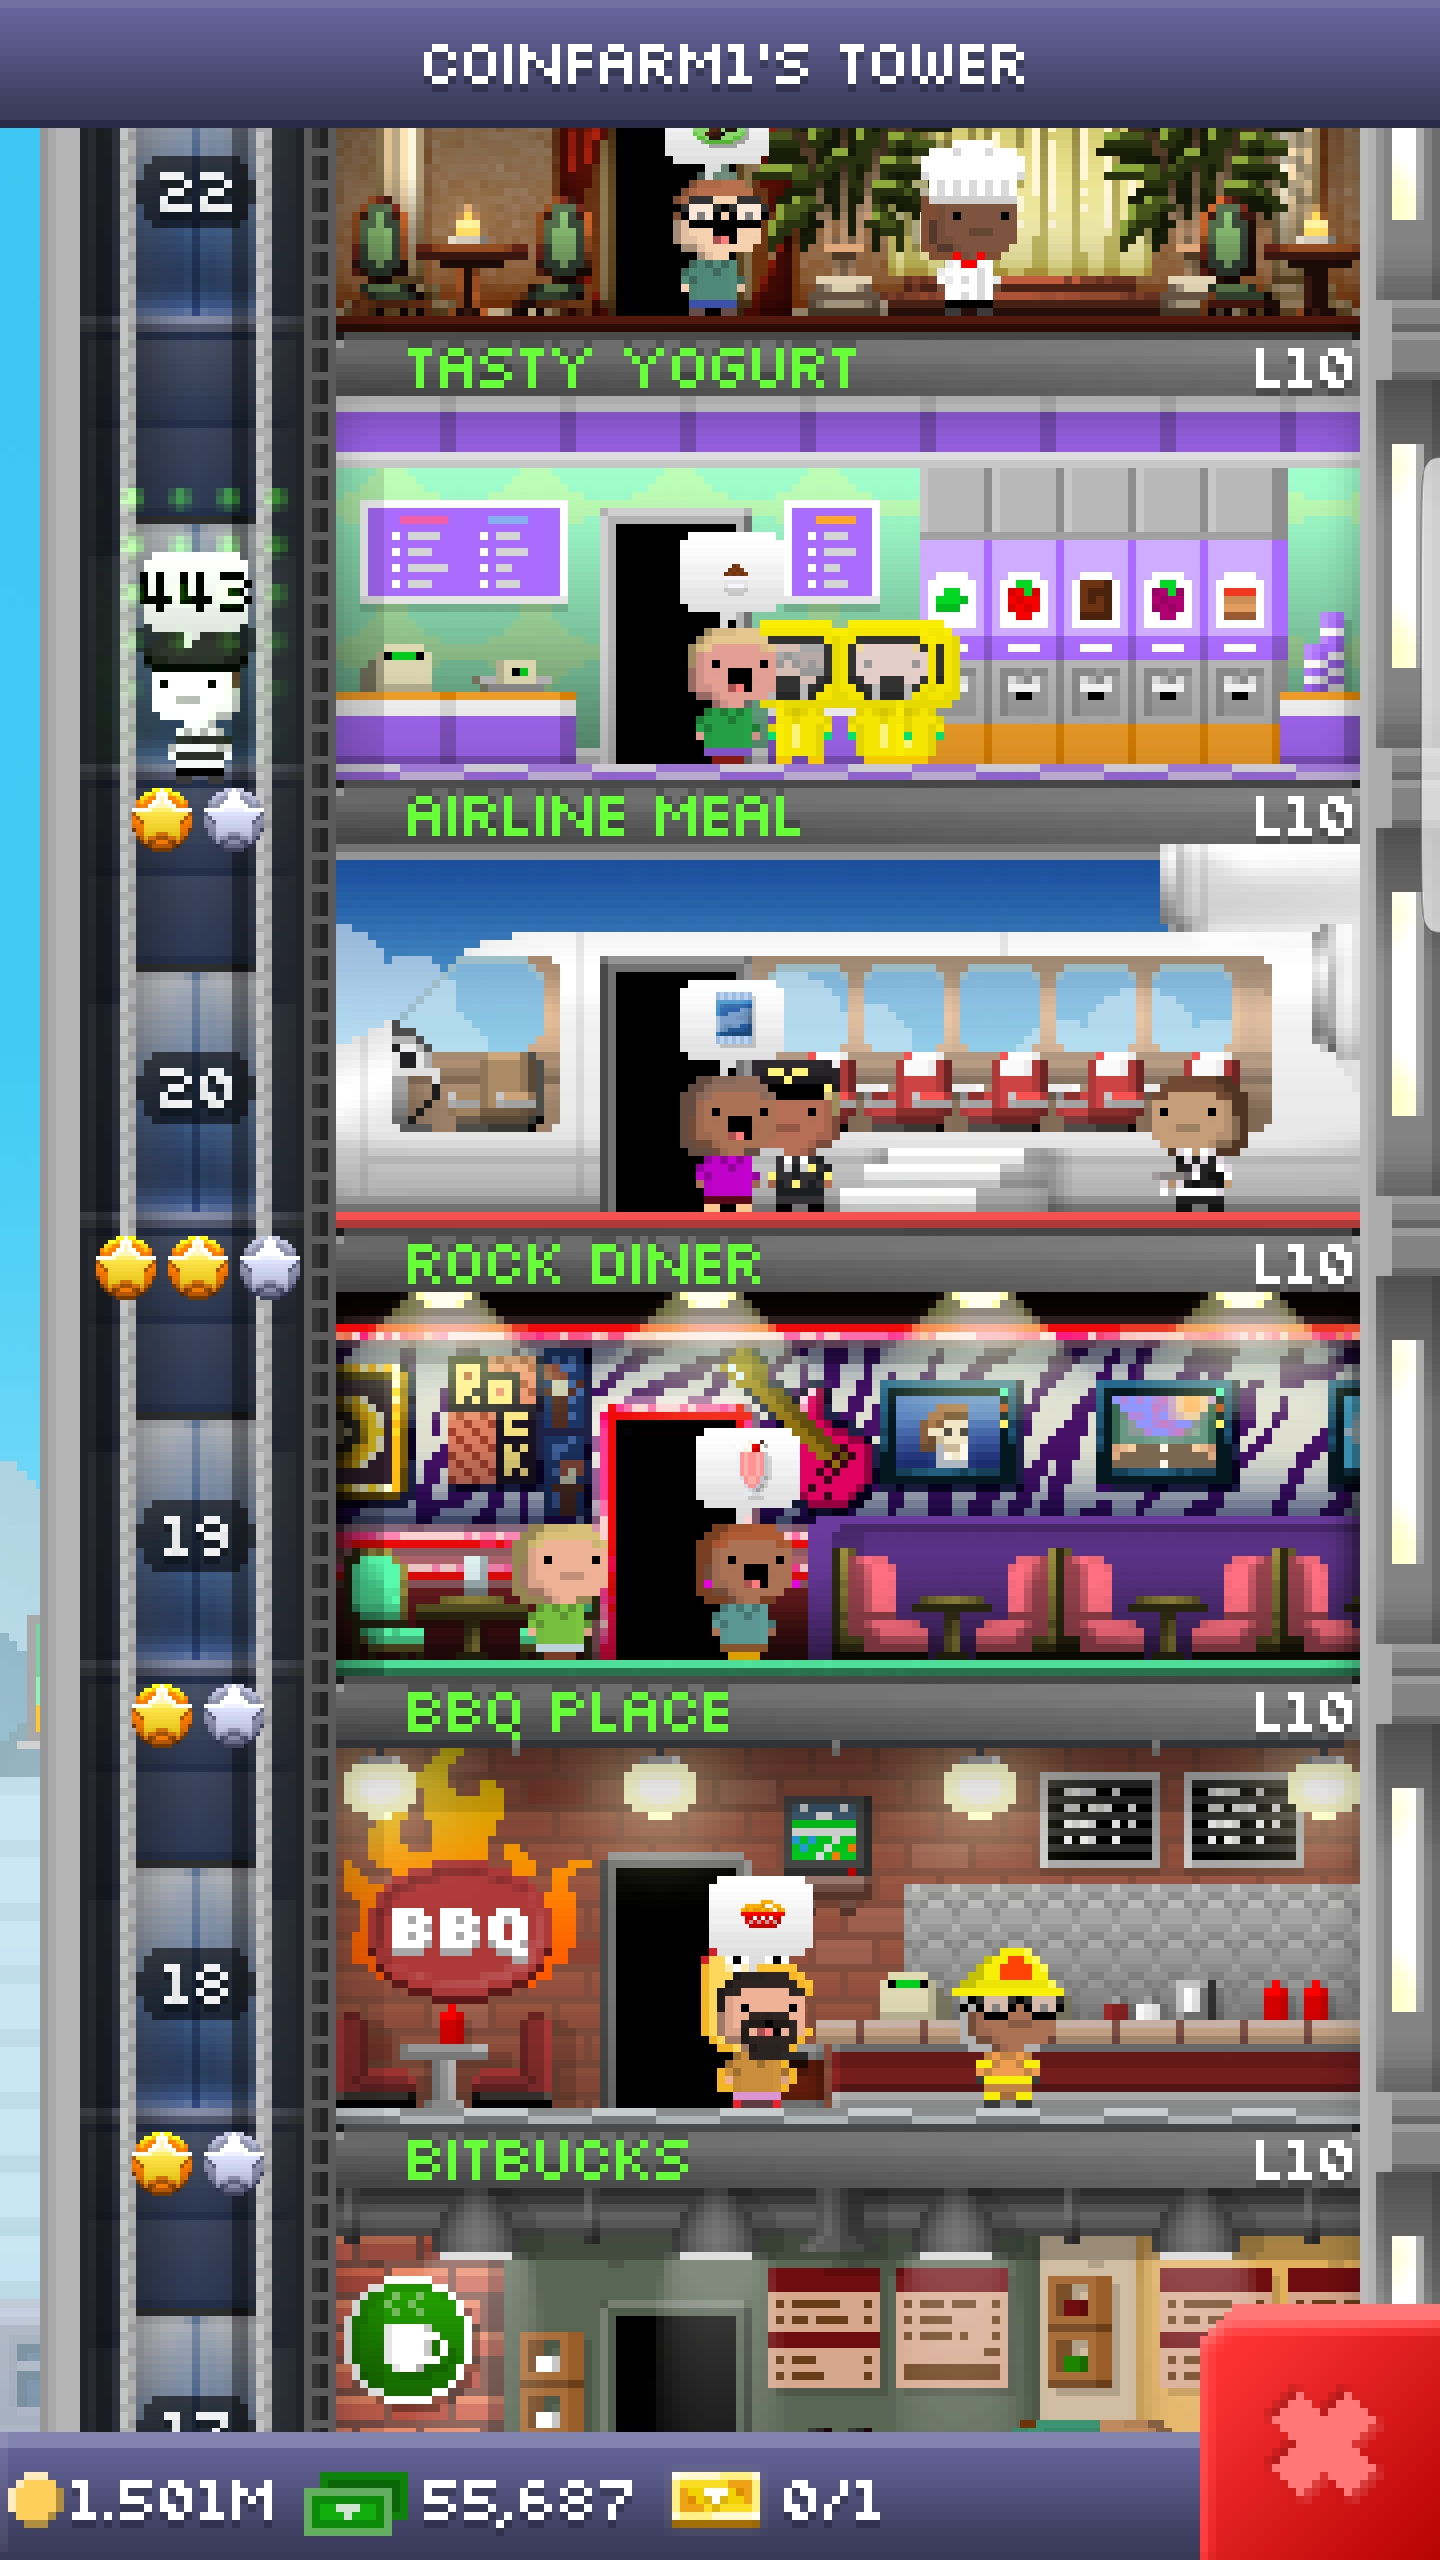 COINFARM1'S TOWER
22
TASTY YOGURT L10
443
AIRLINE MEAL L10
20
ROCK DINER L10
ROCK
19
BBQ PLACE L10
BBQ
18
BITBUCKS L10
17
1.501M 55,687 0/1